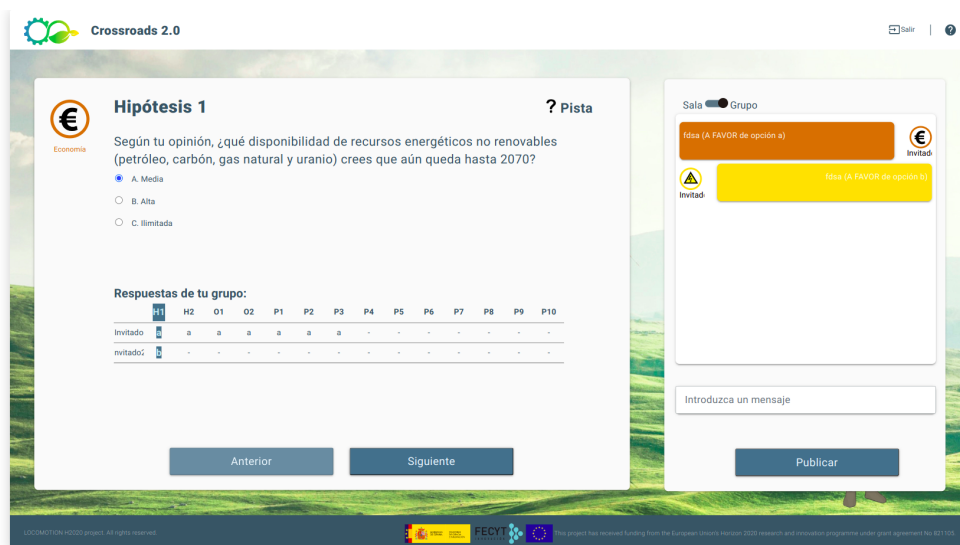 Crossroads 2.0
Salir | ?
€
Economía
Hipótesis 1
? Pista
Según tu opinión, ¿qué disponibilidad de recursos energéticos no renovables
(petróleo, carbón, gas natural y uranio) crees que aún queda hasta 2070?
A. Media
B. Alta
C. Ilimitada
Respuestas de tu grupo:
H1 H2 O1 O2 P1 P2 P3 P4 P5 P6 P7 P8 P9 P10
Invitado a a a a a a a - - - - - - -
nvitado2 b - - - - - - - - - - - - -
Anterior
Siguiente
Sala Grupo
fdsa (A FAVOR de opción a)
€
Invitado
fdsa (A FAVOR de opción b)
Invitado
Introduzca un mensaje
Publicar
LOCOMOTION H2020 project. All rights reserved.
FECYT
This project has received funding from the European Union's Horizon 2020 research and innovation programme under grant agreement No 821105.